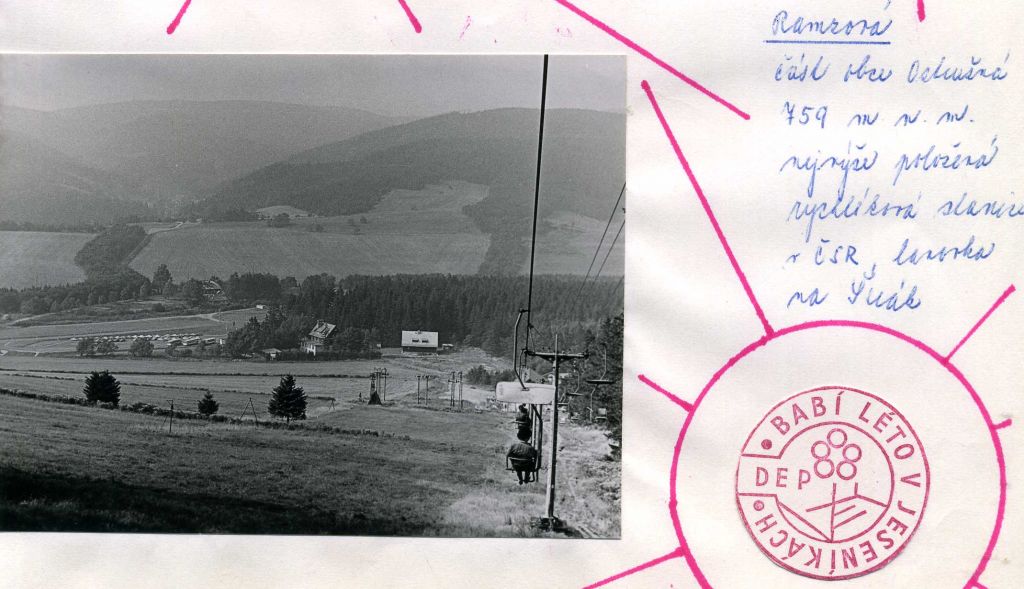 Ramzová
část obce Ostružná
759 m. n. m.
nejvýše položená
rychlíková stanice
v ČSR, lanovka
na Šerák
• BABÍ LÉTO V JESENÍKÁCH •
DEP